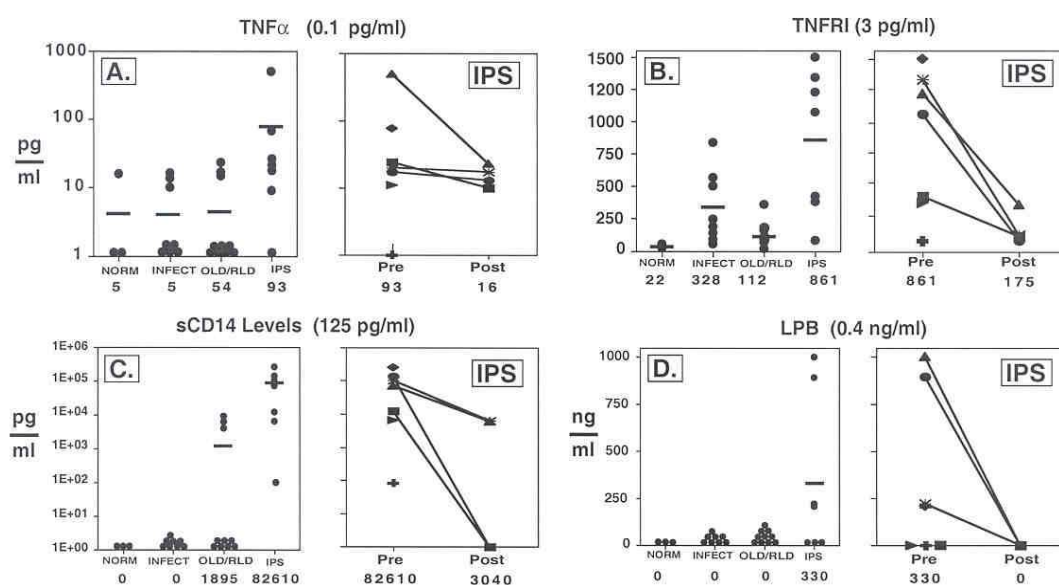 TNFα (0.1 pg/ml)
A.
IPS
1000
100
10
1
pg
ml
NORM INFECT OLD/RLD IPS
5 5 54 93
Pre Post
93 16
TNFRI (3 pg/ml)
B.
IPS
1500
1250
1000
750
500
250
0
pg
ml
NORM INFECT OLD/RLD IPS
22 328 112 861
Pre Post
861 175
sCD14 Levels (125 pg/ml)
C.
IPS
1E+06
1E+05
1E+04
1E+03
1E+02
1E+01
1E+00
pg
ml
NORM INFECT OLD/RLD IPS
0 0 1895 82610
Pre Post
82610 3040
LPB (0.4 ng/ml)
D.
IPS
1000
750
500
250
0
ng
ml
NORM INFECT OLD/RLD IPS
0 0 0 330
Pre Post
330 0